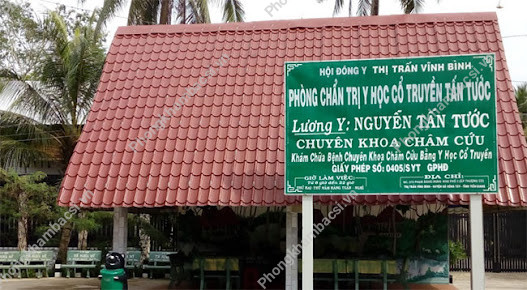 HỘI ĐÔNG Y THỊ TRẤN VĨNH BÌNH
PHÒNG CHẨN TRỊ Y HỌC CỔ TRUYỀN TẤN TƯỚC
Lương Y: NGUYỄN TẤN TƯỚC
CHUYÊN KHOA CHÂM CỨU
Khám Chữa Bệnh Chuyên Khoa Châm Cứu Bằng Y Học Cổ Truyền
GIẤY PHÉP SỐ: 0405/SYT GPHĐ
GIỜ LÀM VIỆC:
ĐỊA CHỈ: